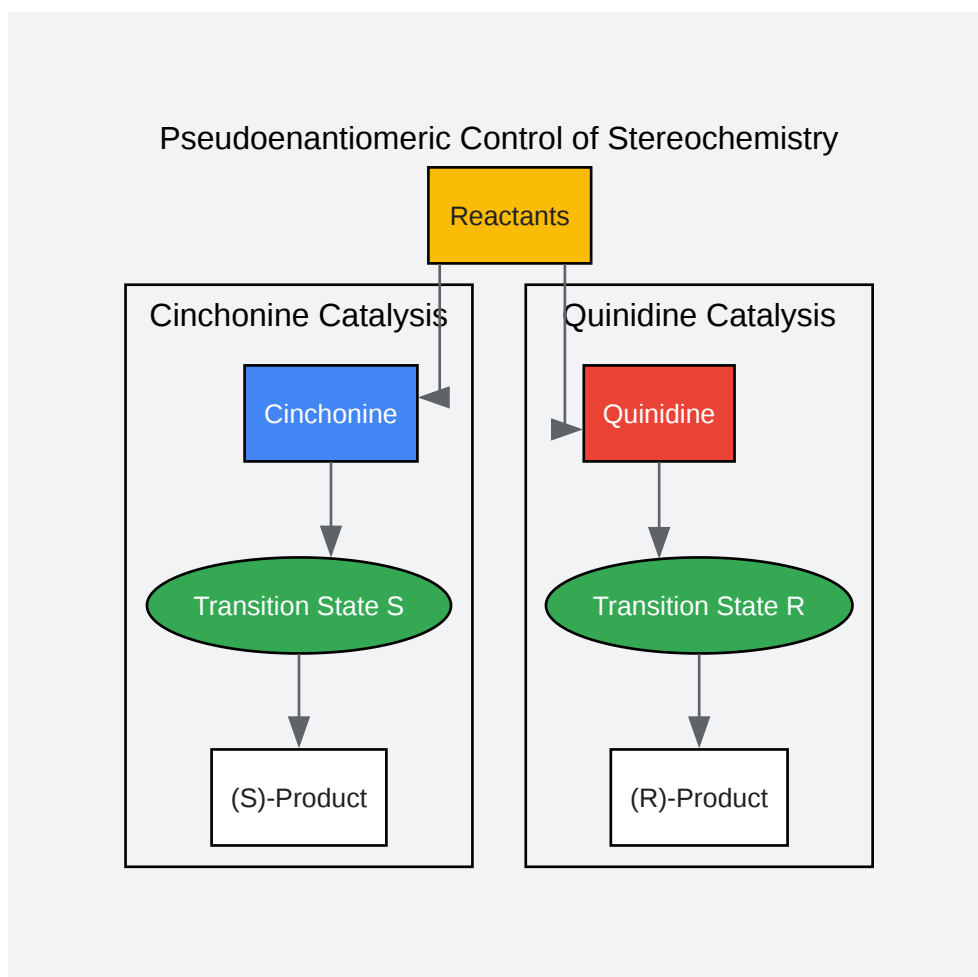 Pseudoenantiomeric Control of Stereochemistry
Reactants
Cinchonine Catalysis
Quinidine Catalysis
Cinchonine
Quinidine
Transition State S
Transition State R
(S)-Product
(R)-Product